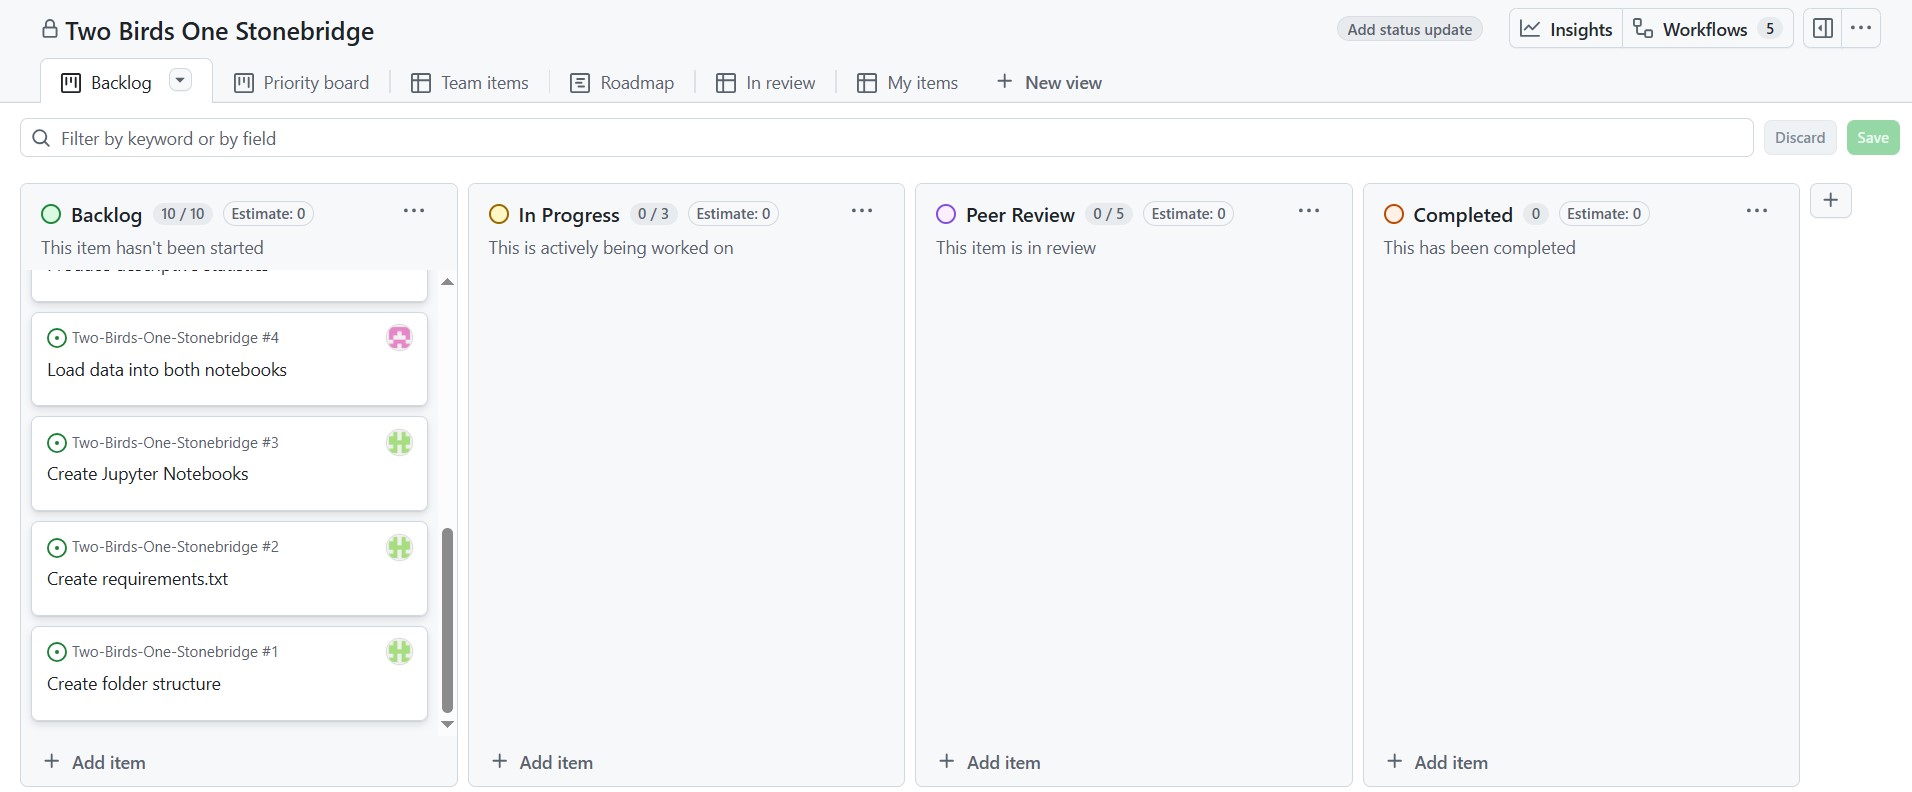 Two Birds One Stonebridge
Add status update
Insights
Workflows 5
Backlog
Priority board
Team items
Roadmap
In review
My items
New view
Filter by keyword or by field
Discard
Save
Backlog 10 / 10 Estimate: 0
This item hasn't been started
Produce descriptive statistics
Two-Birds-One-Stonebridge #4
Load data into both notebooks
Two-Birds-One-Stonebridge #3
Create Jupyter Notebooks
Two-Birds-One-Stonebridge #2
Create requirements.txt
Two-Birds-One-Stonebridge #1
Create folder structure
Add item
In Progress 0 / 3 Estimate: 0
This is actively being worked on
Add item
Peer Review 0 / 5 Estimate: 0
This item is in review
Add item
Completed 0 Estimate: 0
This has been completed
Add item